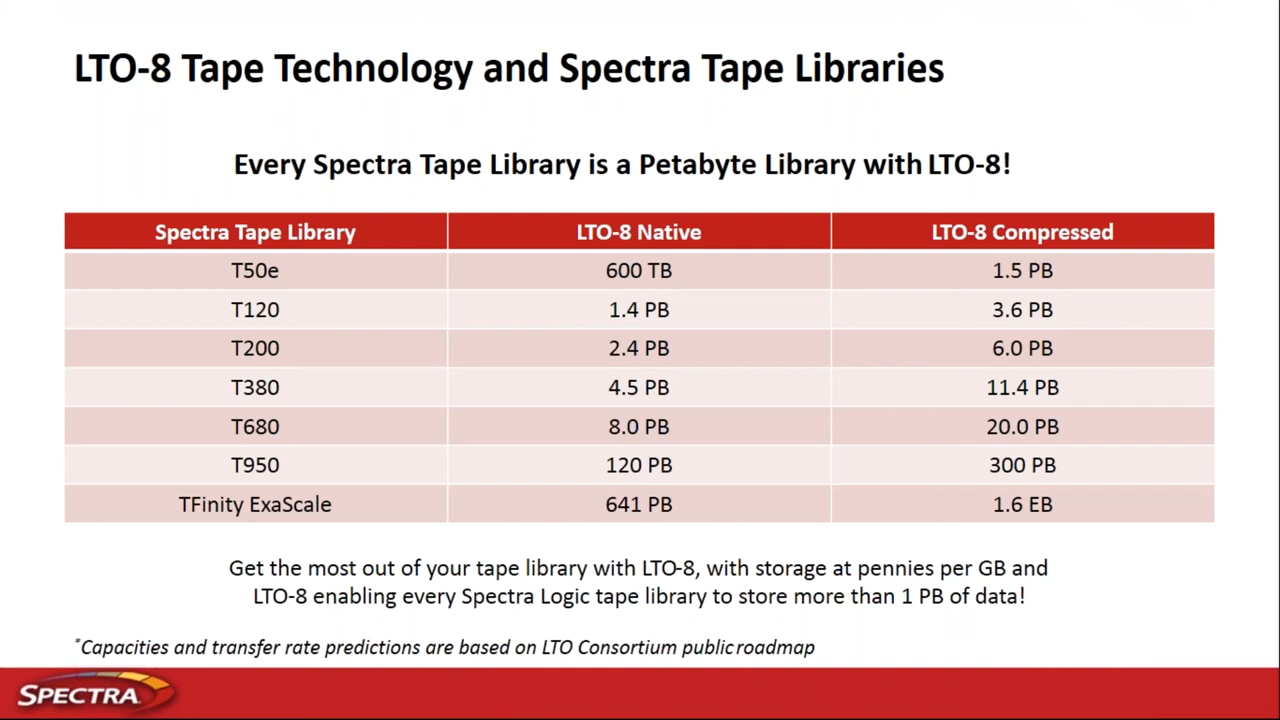 LTO-8 Tape Technology and Spectra Tape Libraries
Every Spectra Tape Library is a Petabyte Library with LTO-8!
Spectra Tape Library LTO-8 Native LTO-8 Compressed
T50e 600 TB 1.5 PB
T120 1.4 PB 3.6 PB
T200 2.4 PB 6.0 PB
T380 4.5 PB 11.4 PB
T680 8.0 PB 20.0 PB
T950 120 PB 300 PB
TFinity ExaScale 641 PB 1.6 EB
Get the most out of your tape library with LTO-8, with storage at pennies per GB and
LTO-8 enabling every Spectra Logic tape library to store more than 1 PB of data!
*Capacities and transfer rate predictions are based on LTO Consortium public roadmap
SPECTRA